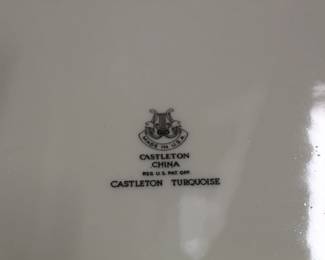 MADE IN U.S.A.
CASTLETON
CHINA
REG. U.S. PAT. OFF.
CASTLETON TURQUOISE